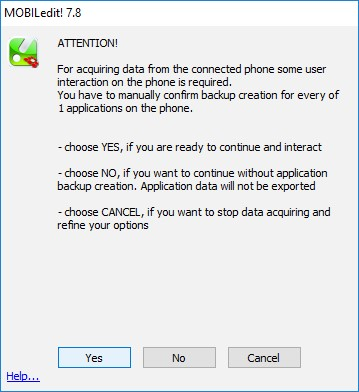 MOBILedit! 7.8
ATTENTION!
For acquiring data from the connected phone some user
interaction on the phone is required.
You have to manually confirm backup creation for every of
1 applications on the phone.
- choose YES, if you are ready to continue and interact
- choose NO, if you want to continue without application
backup creation. Application data will not be exported
- choose CANCEL, if you want to stop data acquiring and
refine your options
Yes
No
Cancel
Help...